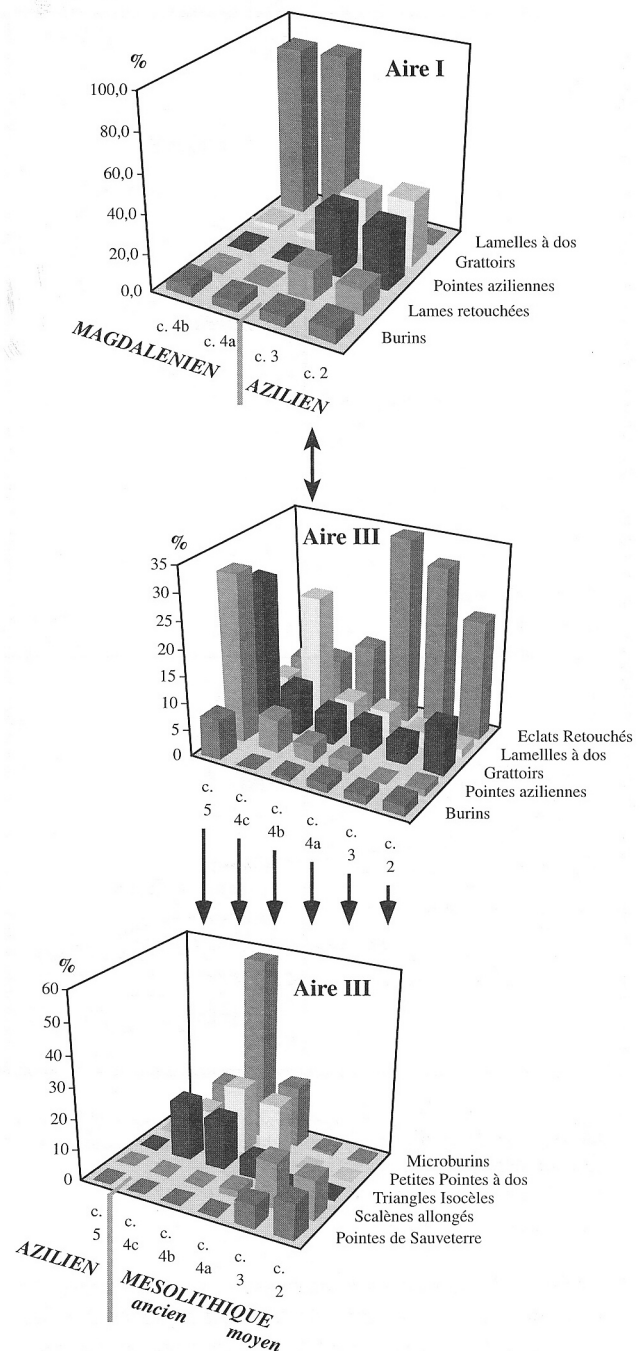 %
Aire I
100,0
80,0
60,0
40,0
20,0
0,0
Lamelles à dos
Grattoirs
Pointes aziliennes
Lames retouchées
Burins
c. 4b
c. 4a
c. 3
c. 2
MAGDALENIEN
AZILIEN
%
Aire III
35
30
25
20
15
10
5
0
Eclats Retouchés
Lamellles à dos
Grattoirs
Pointes aziliennes
Burins
c. 5
c. 4c
c. 4b
c. 4a
c. 3
c. 2
%
Aire III
60
50
40
30
20
10
0
Microburins
Petites Pointes à dos
Triangles Isocèles
Scalènes allongés
Pointes de Sauveterre
c. 5
c. 4c
c. 4b
c. 4a
c. 3
c. 2
AZILIEN
MESOLITHIQUE
ancien
moyen